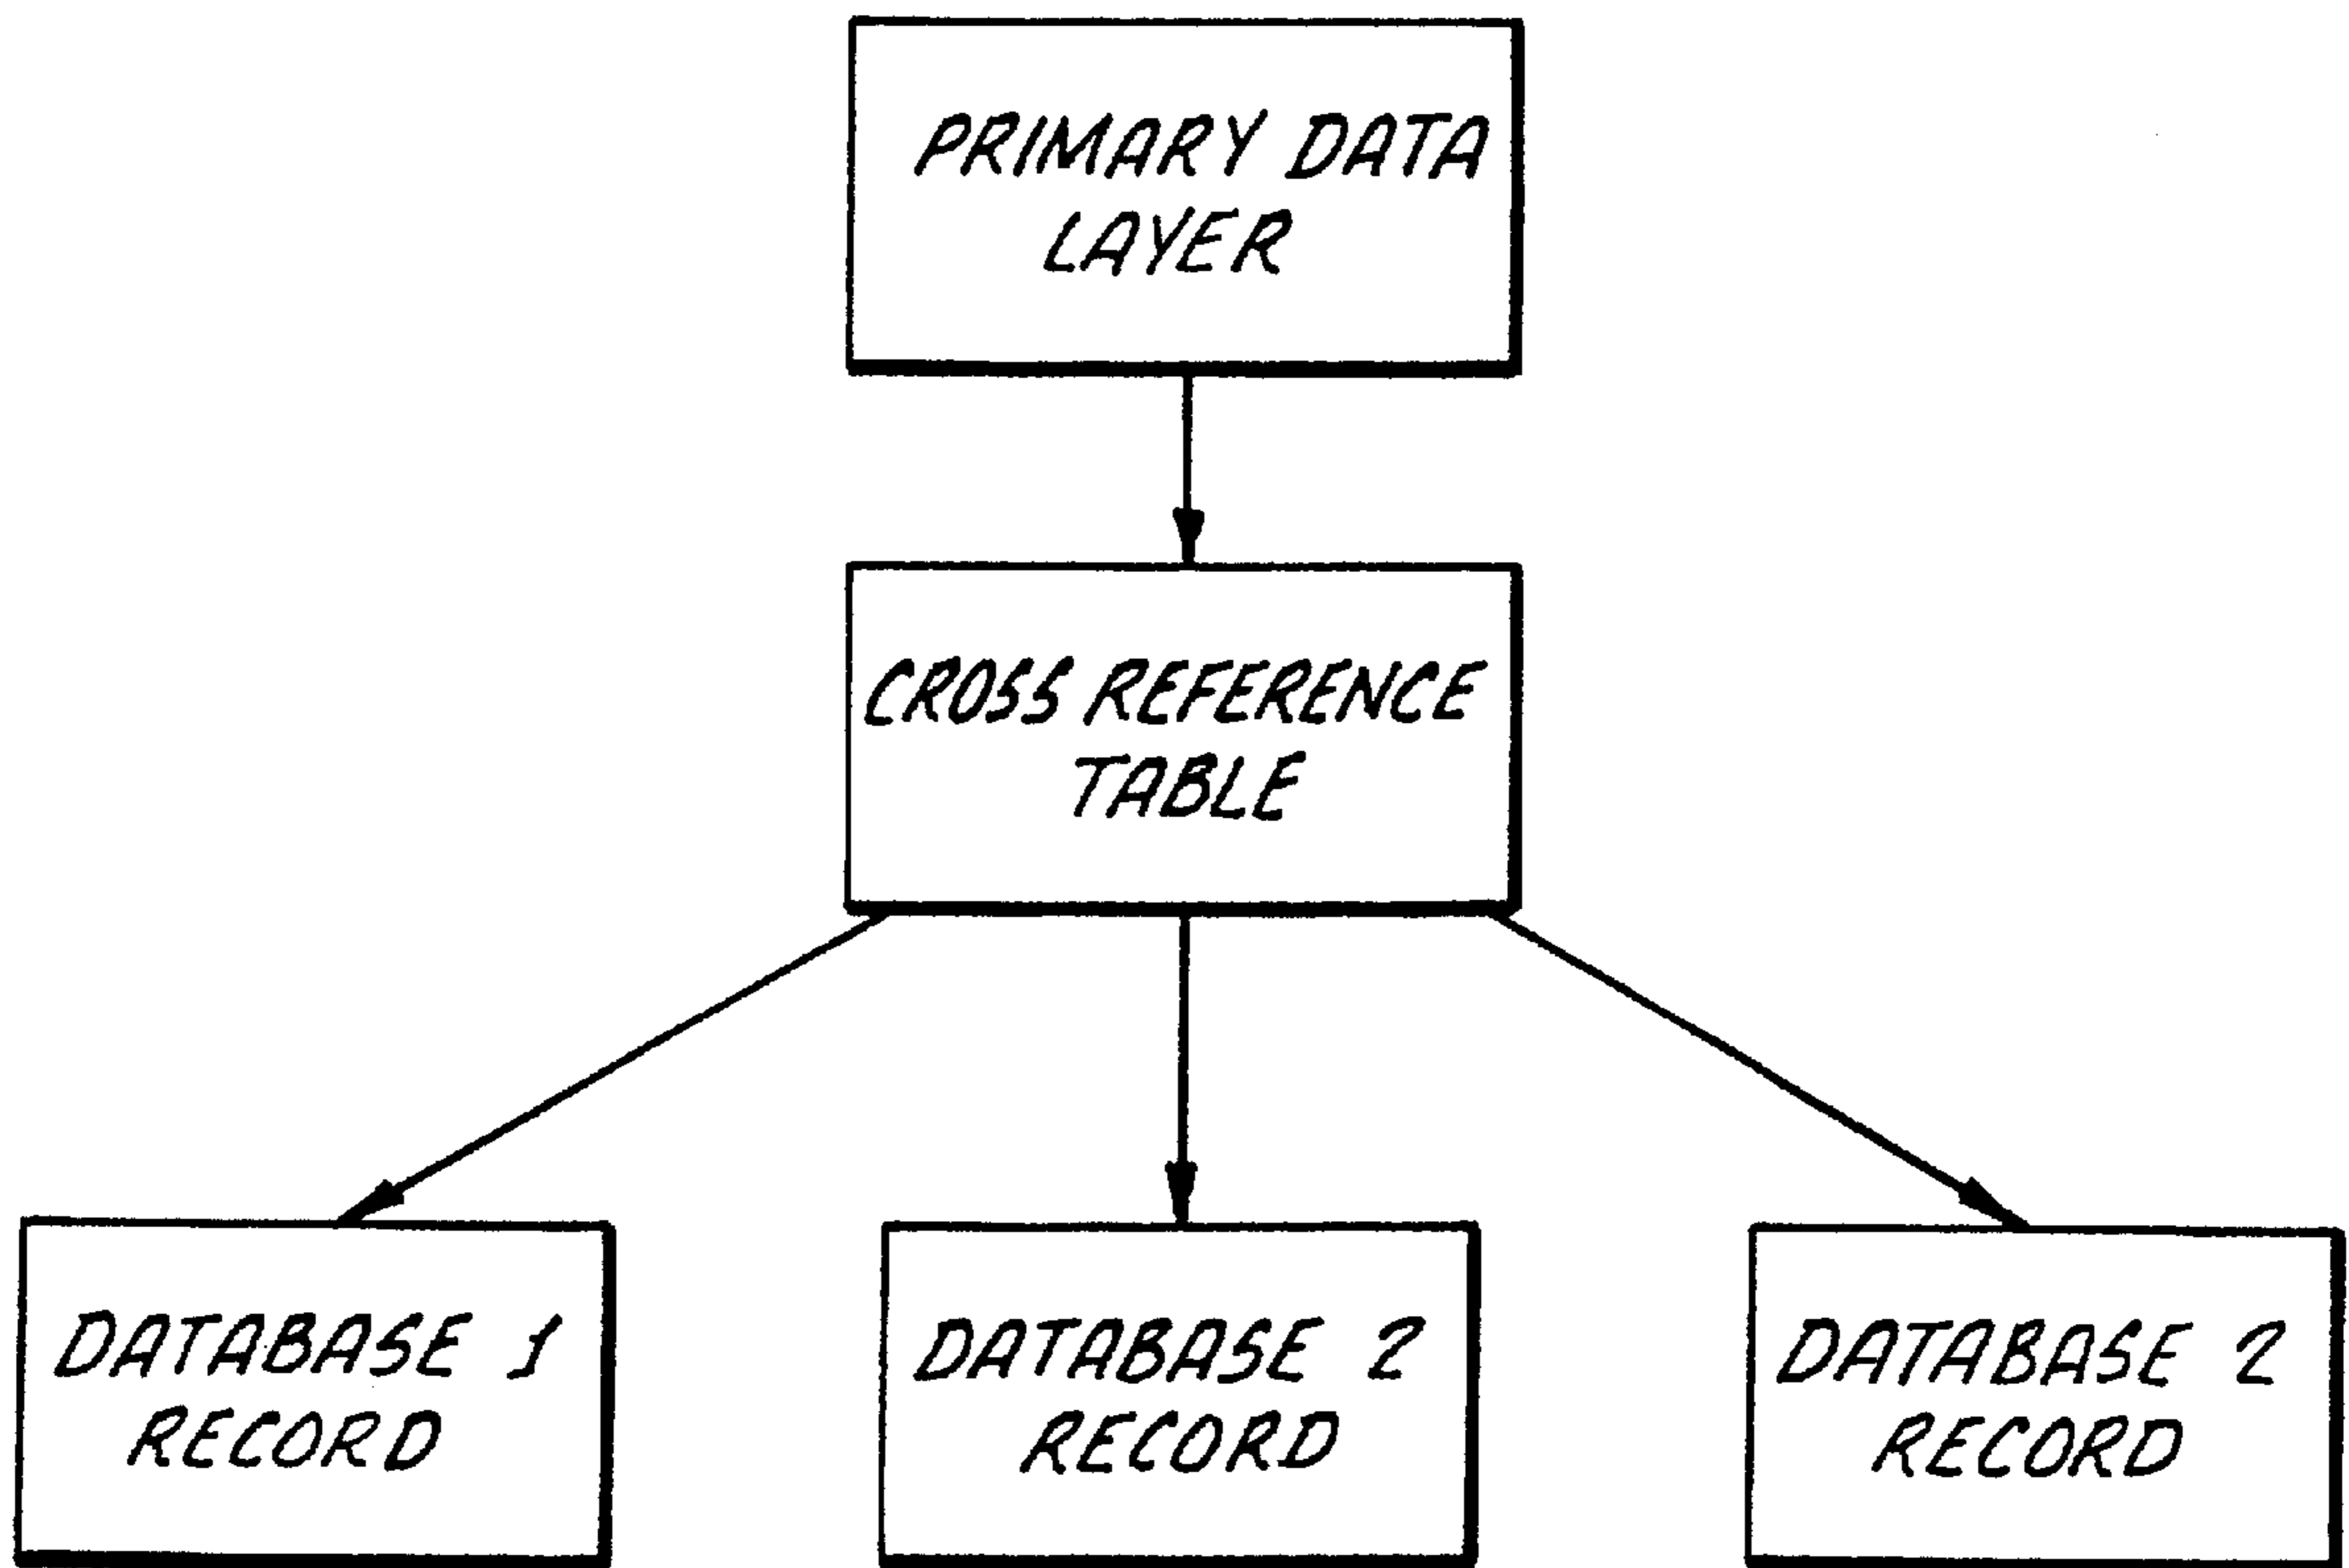 PRIMARY DATA
LAYER
CROSS REFERENCE
TABLE
DATABASE 1
RECORD
DATABASE 2
RECORD
DATABASE 2
RECORD